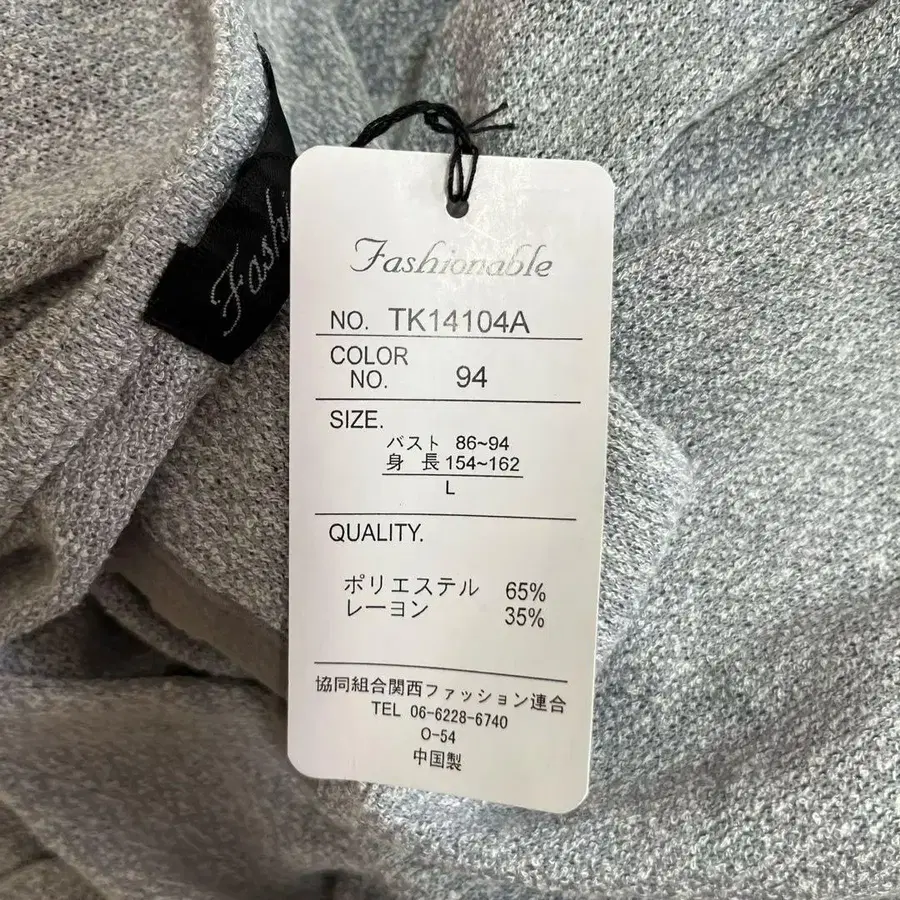 Fashionable
NO. TK14104A
COLOR
NO. 94
SIZE.
バスト 86~94
身 長 154~162
L
QUALITY.
ポリエステル 65%
レーヨン 35%
協同組合関西ファッション連合
TEL 06-6228-6740
O-54
中国製
Fashi